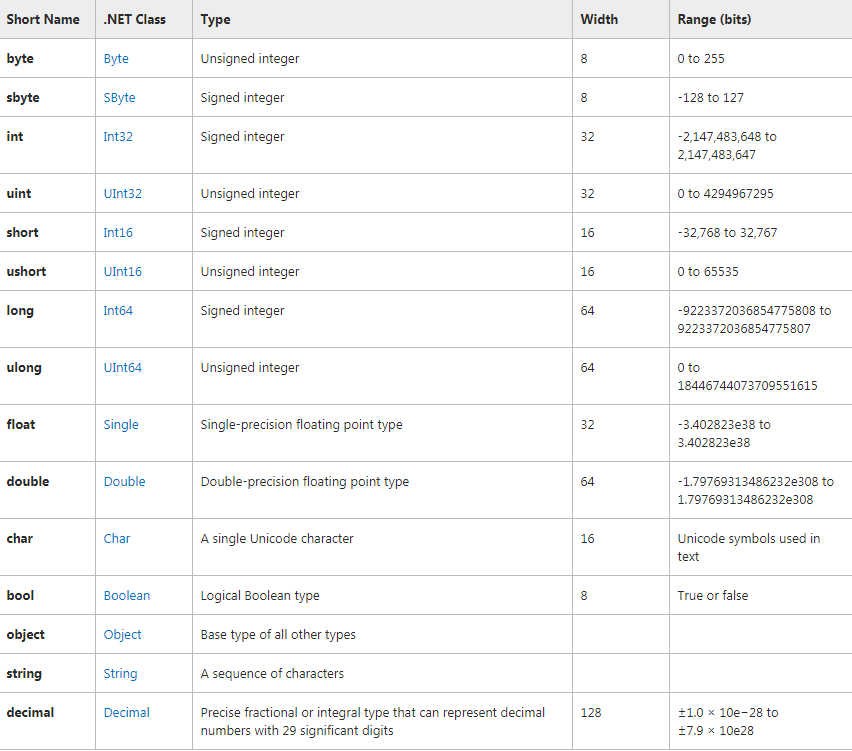 Short Name .NET Class Type Width Range (bits)
byte Byte Unsigned integer 8 0 to 255
sbyte SByte Signed integer 8 -128 to 127
int Int32 Signed integer 32 -2,147,483,648 to
2,147,483,647
uint UInt32 Unsigned integer 32 0 to 4294967295
short Int16 Signed integer 16 -32,768 to 32,767
ushort UInt16 Unsigned integer 16 0 to 65535
long Int64 Signed integer 64 -9223372036854775808 to
9223372036854775807
ulong UInt64 Unsigned integer 64 0 to
18446744073709551615
float Single Single-precision floating point type 32 -3.402823e38 to
3.402823e38
double Double Double-precision floating point type 64 -1.79769313486232e308 to
1.79769313486232e308
char Char A single Unicode character 16 Unicode symbols used in
text
bool Boolean Logical Boolean type 8 True or false
object Object Base type of all other types
string String A sequence of characters
decimal Decimal Precise fractional or integral type that can represent decimal 128 ±1.0 × 10e−28 to
numbers with 29 significant digits ±7.9 × 10e28